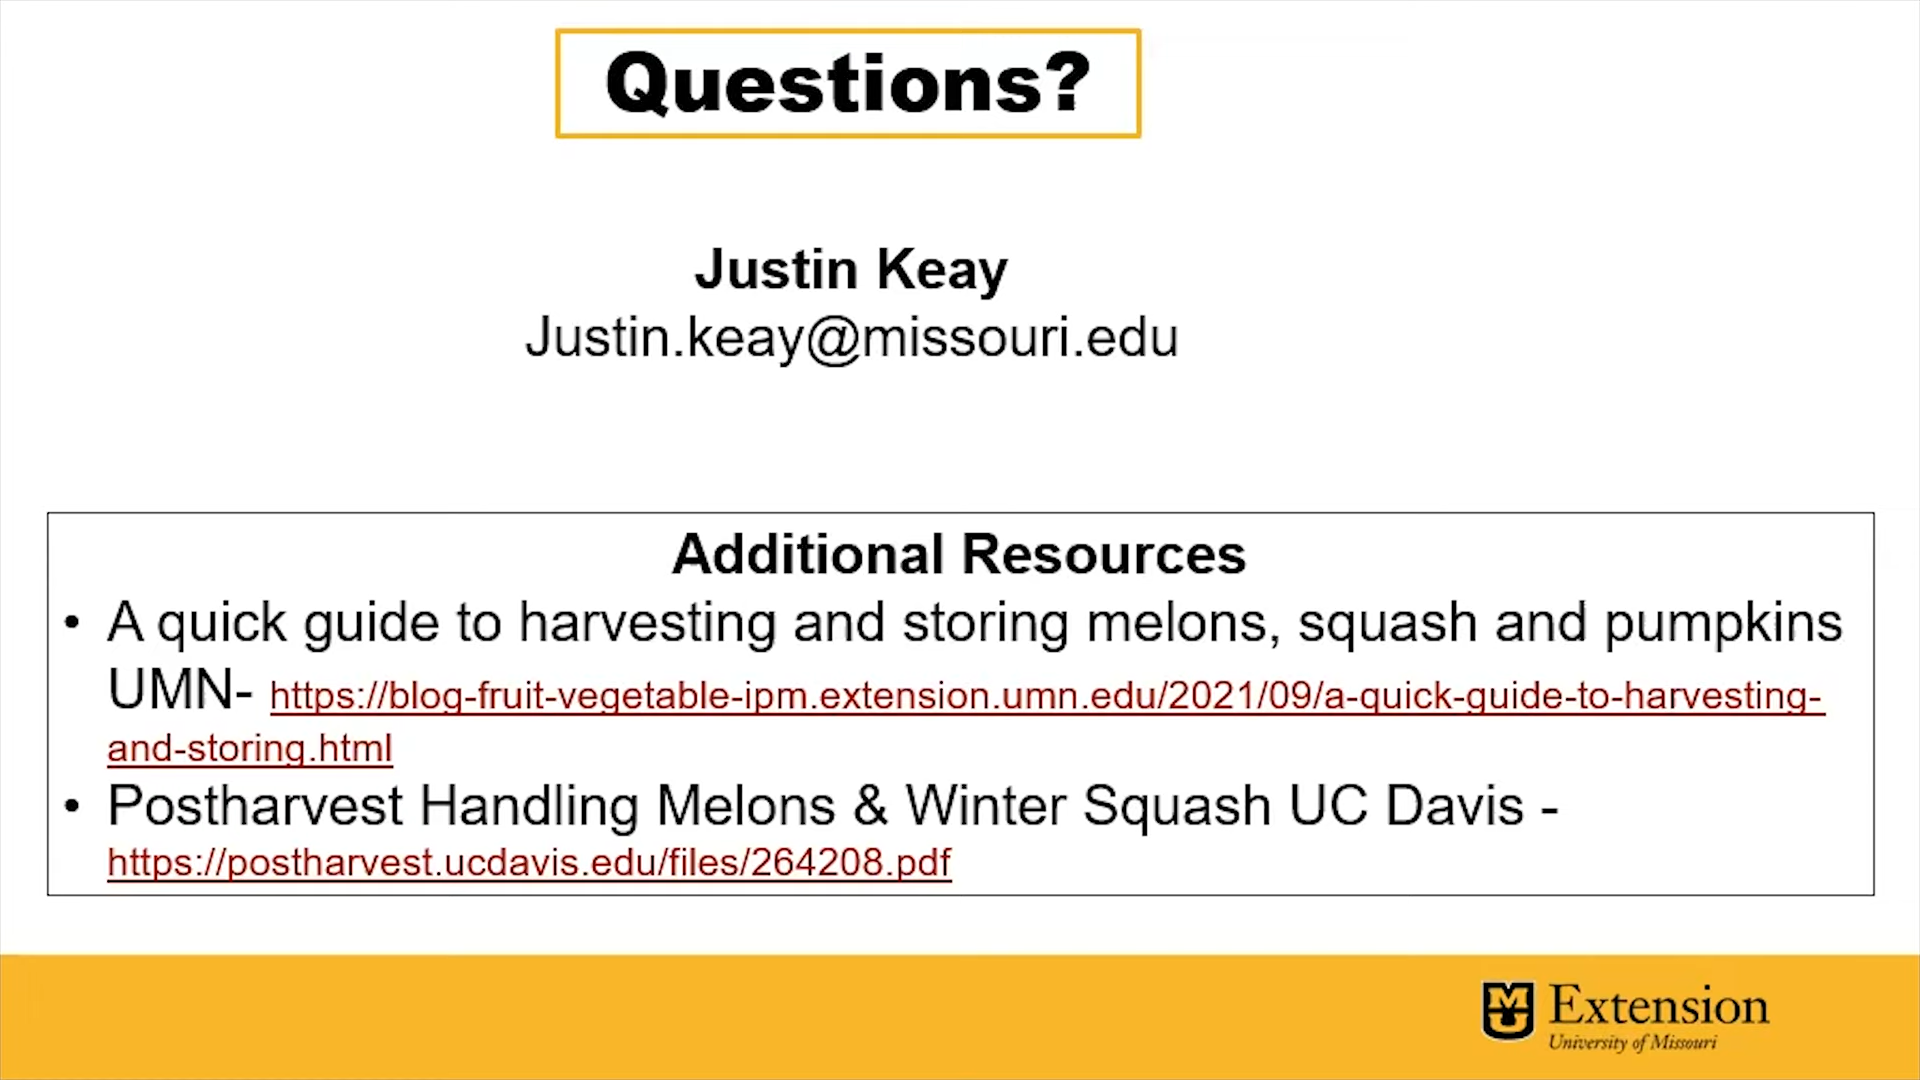 Questions?
Justin Keay
Justin.keay@missouri.edu
Additional Resources
• A quick guide to harvesting and storing melons, squash and pumpkins
UMN- https://blog-fruit-vegetable-ipm.extension.umn.edu/2021/09/a-quick-guide-to-harvesting-
and-storing.html
• Postharvest Handling Melons & Winter Squash UC Davis -
https://postharvest.ucdavis.edu/files/264208.pdf
MU Extension
University of Missouri